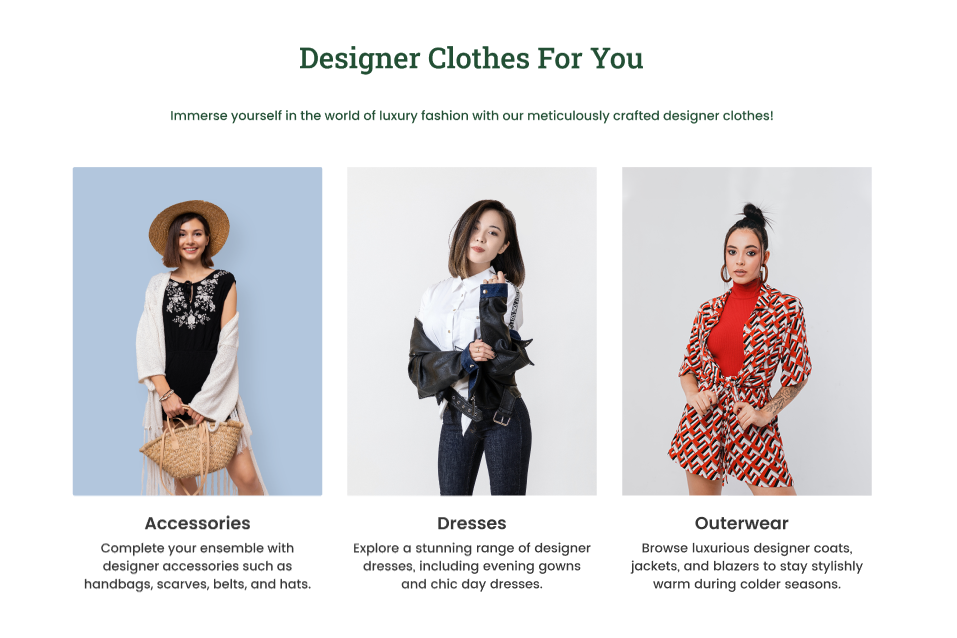 Designer Clothes For You
Immerse yourself in the world of luxury fashion with our meticulously crafted designer clothes!
Accessories
Complete your ensemble with
designer accessories such as
handbags, scarves, belts, and hats.
Dresses
Explore a stunning range of designer
dresses, including evening gowns
and chic day dresses.
Outerwear
Browse luxurious designer coats,
jackets, and blazers to stay stylishly
warm during colder seasons.